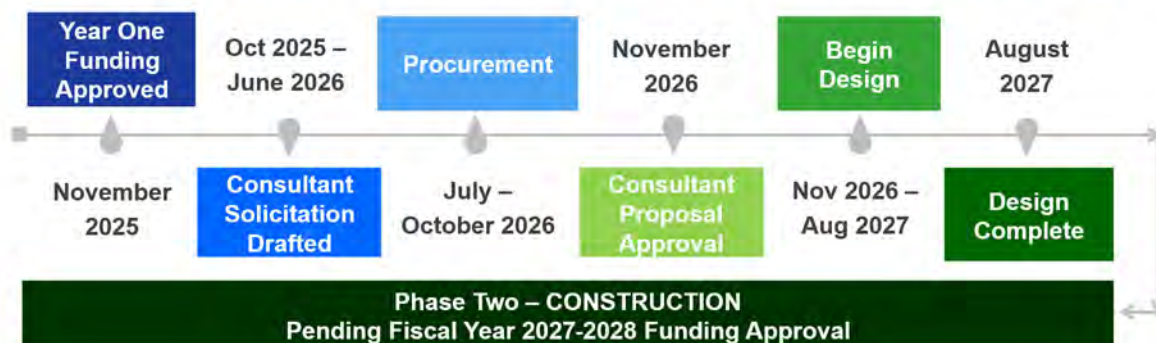 Year One
Funding
Approved
November
2025
Oct 2025 –
June 2026
Consultant
Solicitation
Drafted
Procurement
July –
October 2026
November
2026
Consultant
Proposal
Approval
Begin
Design
Nov 2026 –
Aug 2027
August
2027
Design
Complete
Phase Two – CONSTRUCTION
Pending Fiscal Year 2027-2028 Funding Approval